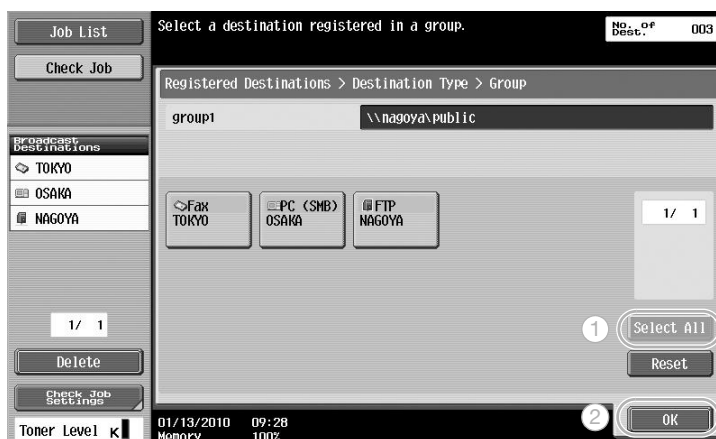 Job List
Check Job
Select a destination registered in a group.
No. of
Dest.
003
Registered Destinations > Destination Type > Group
group1
\\nagoya\public
Broadcast
Destinations
TOKYO
OSAKA
NAGOYA
Fax
TOKYO
PC (SMB)
OSAKA
FTP
NAGOYA
1/ 1
1
Select All
Reset
1/ 1
Delete
Check Job
Settings
2
OK
Toner Level K
01/13/2010 09:28
Memory 100%